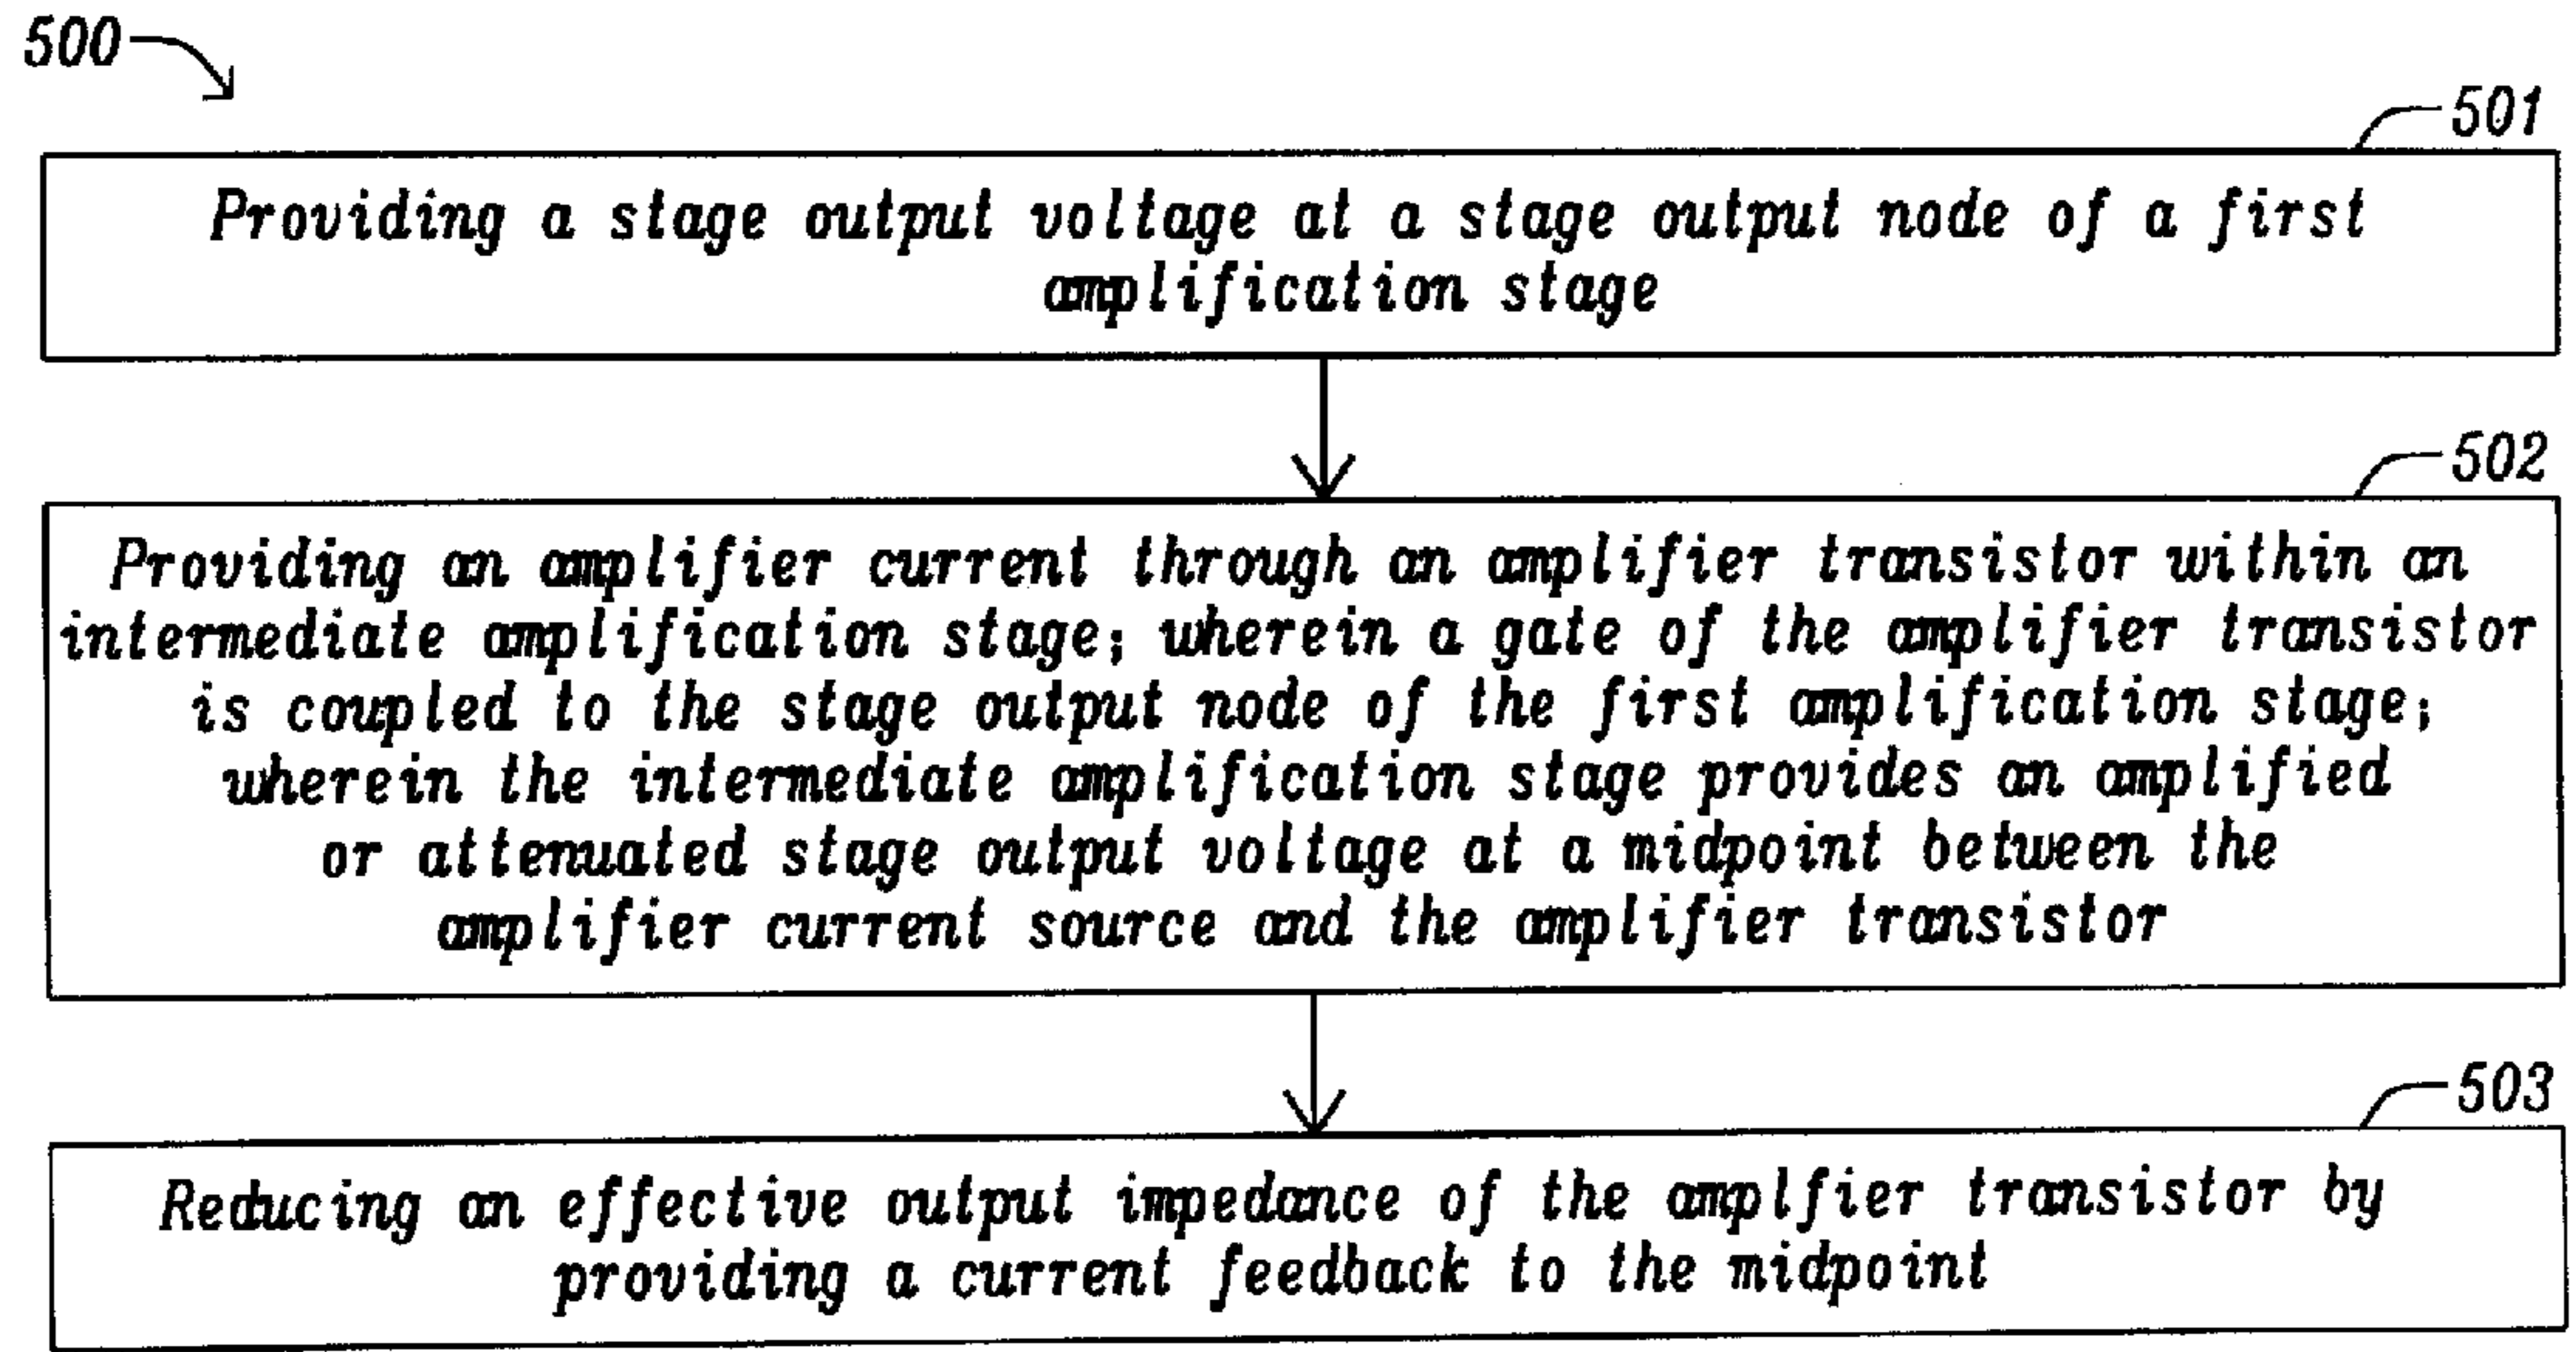 500
501
Providing a stage output voltage at a stage output node of a first
amplification stage
502
Providing an amplifier current through an amplifier transistor within an
intermediate amplification stage; wherein a gate of the amplifier transistor
is coupled to the stage output node of the first amplification stage;
wherein the intermediate amplification stage provides an amplified
or attenuated stage output voltage at a midpoint between the
amplifier current source and the amplifier transistor
503
Reducing an effective output impedance of the amplfier transistor by
providing a current feedback to the midpoint